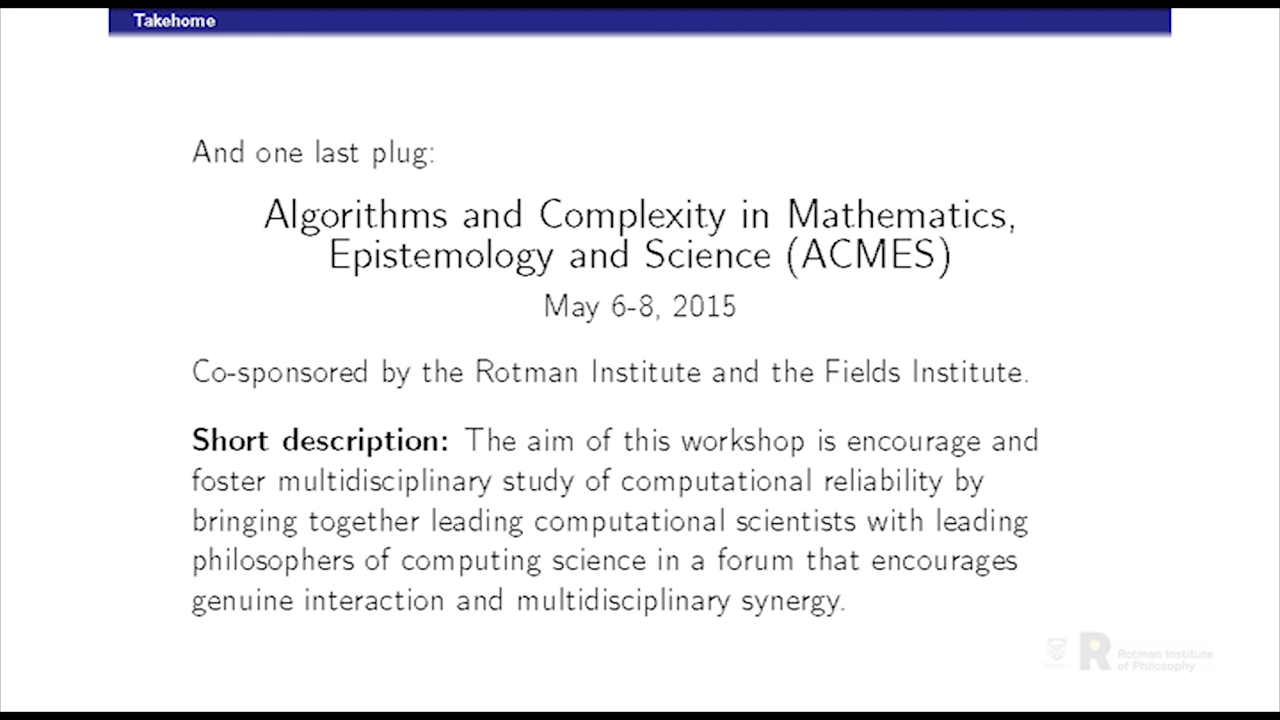 Takehome
And one last plug:
Algorithms and Complexity in Mathematics,
Epistemology and Science (ACMES)
May 6-8, 2015
Co-sponsored by the Rotman Institute and the Fields Institute.
Short description: The aim of this workshop is encourage and
foster multidisciplinary study of computational reliability by
bringing together leading computational scientists with leading
philosophers of computing science in a forum that encourages
genuine interaction and multidisciplinary synergy.
R
Rotman Institute
of Philosophy